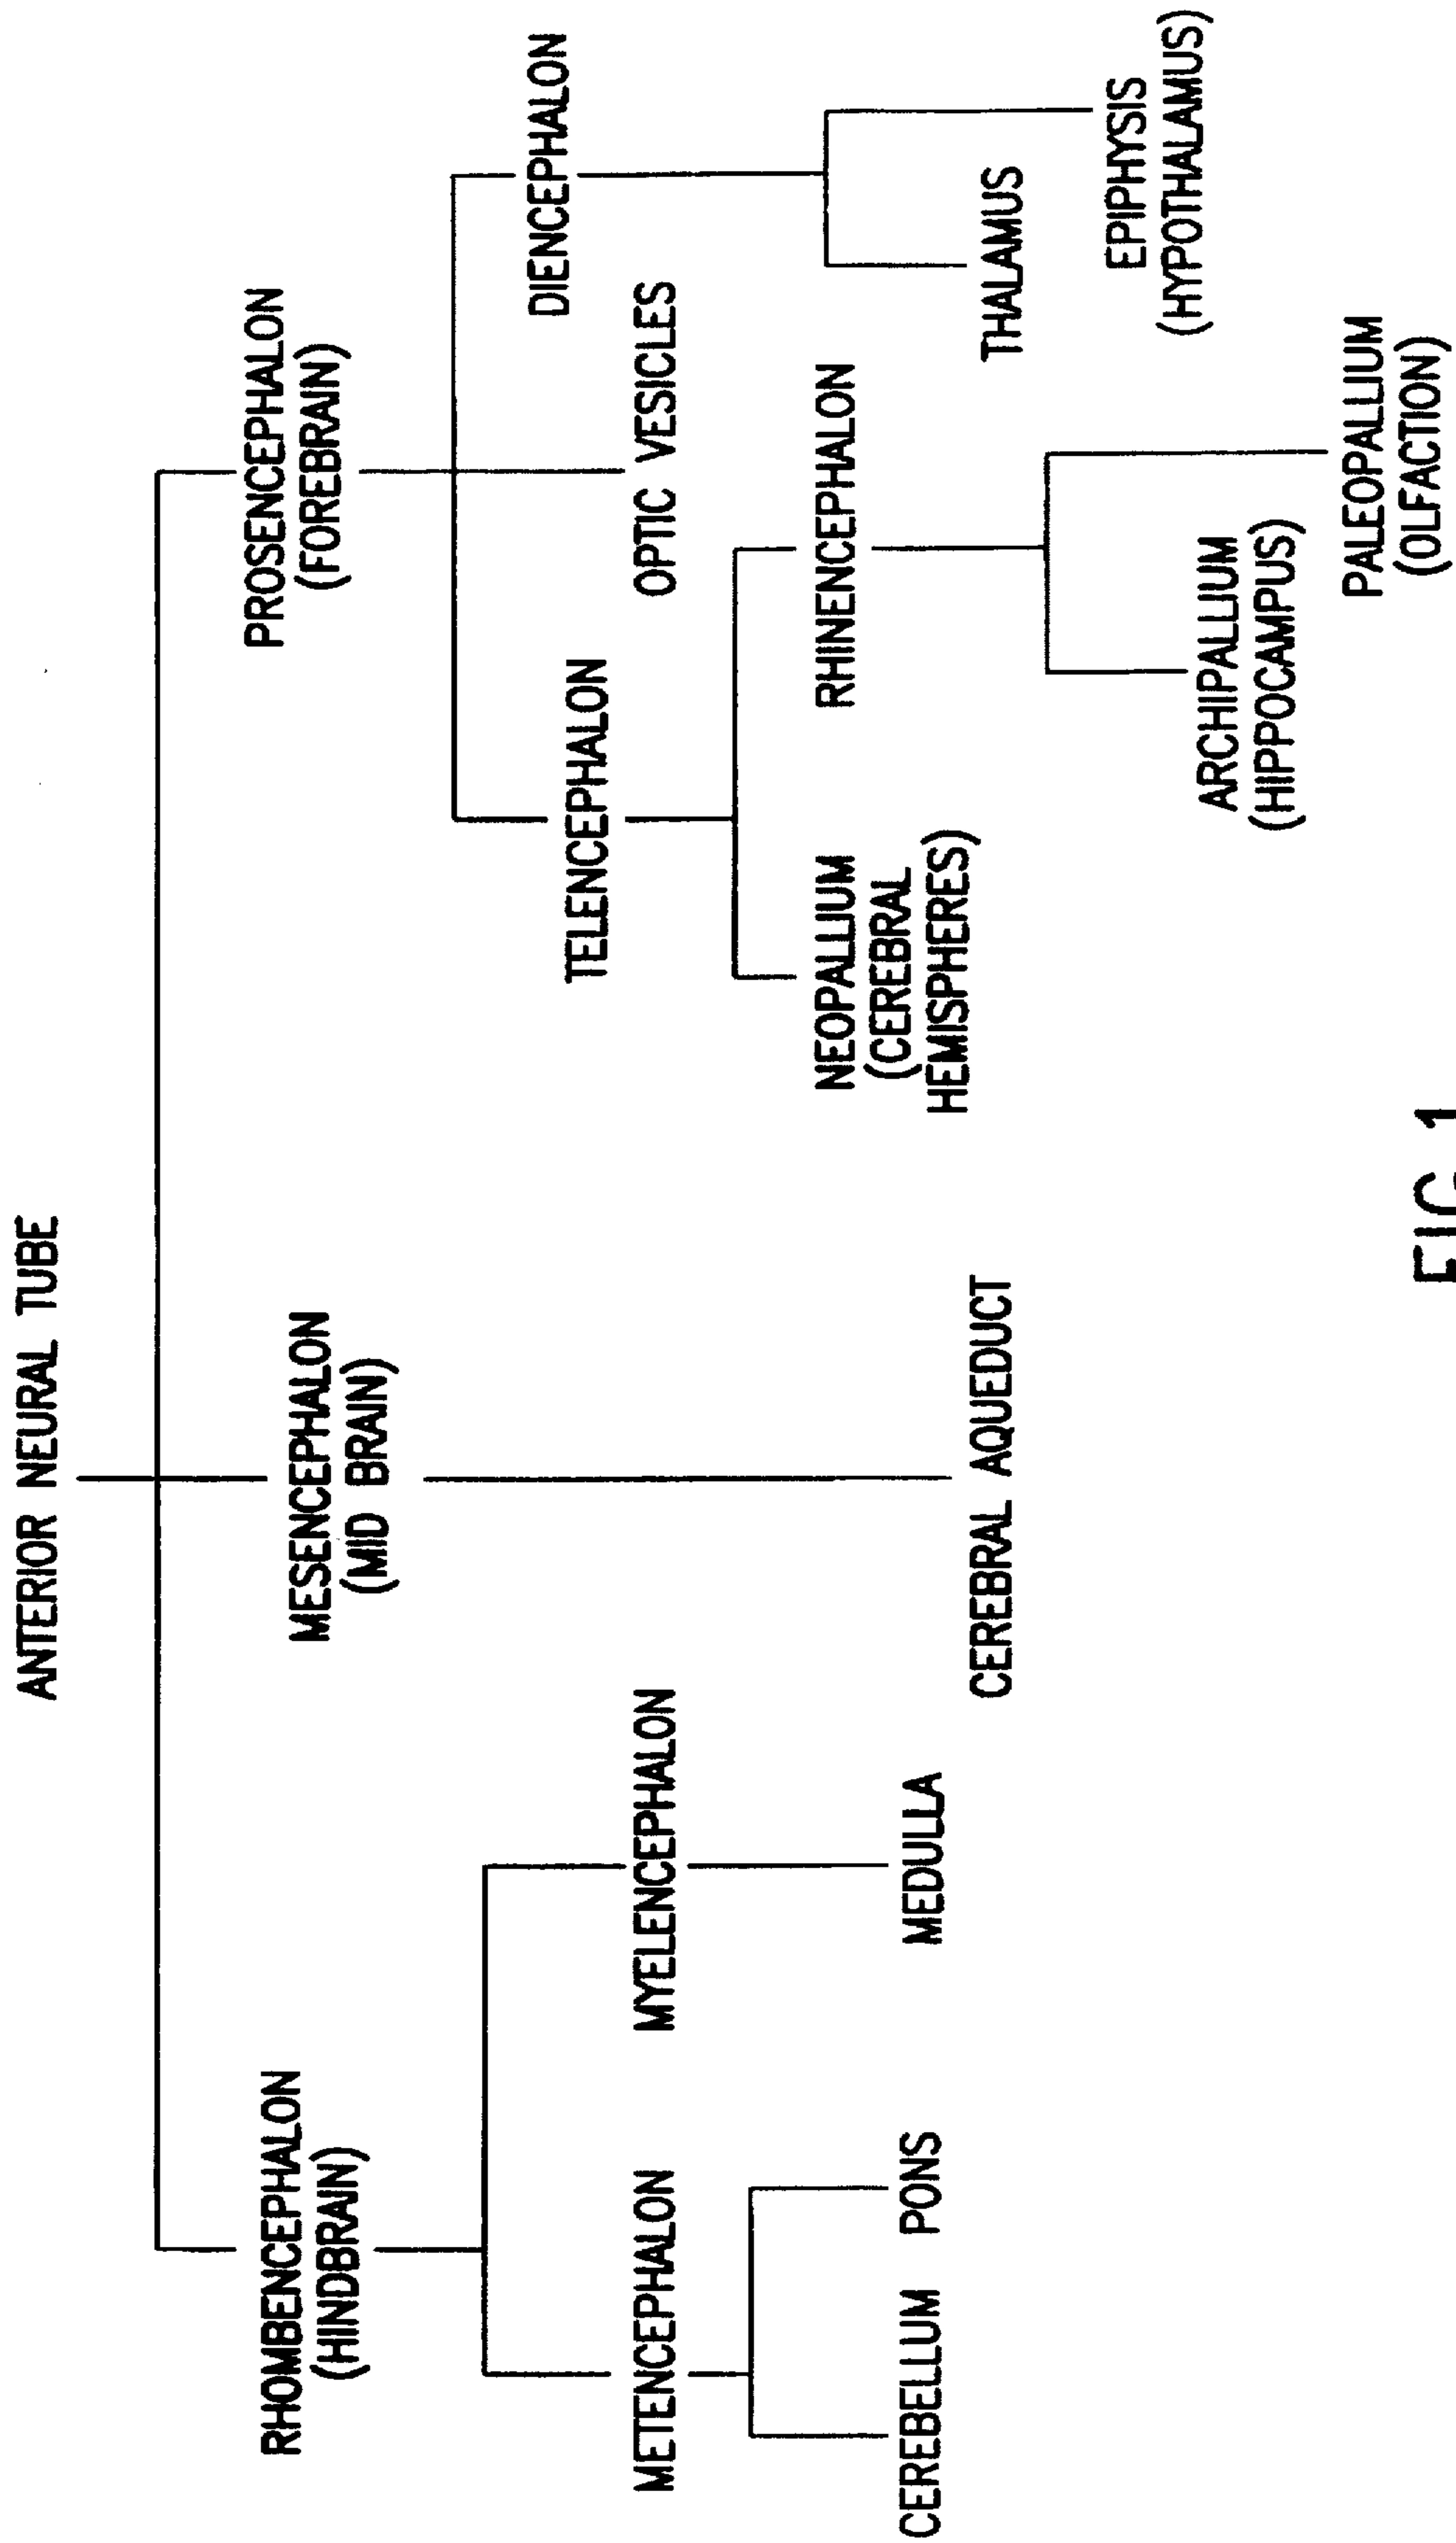 ANTERIOR NEURAL TUBE
RHOMBENCEPHALON
(HINDBRAIN)
MESENCEPHALON
(MID BRAIN)
PROSENCEPHALON
(FOREBRAIN)
METENCEPHALON
MYELENCEPHALON
TELENCEPHALON
OPTIC VESICLES
DIENCEPHALON
CEREBELLUM
PONS
MEDULLA
CEREBRAL AQUEDUCT
NEOPALLIUM
(CEREBRAL
HEMISPHERES)
RHINENCEPHALON
THALAMUS
EPIPHYSIS
(HYPOTHALAMUS)
ARCHIPALLIUM
(HIPPOCAMPUS)
PALEOPALLIUM
(OLFACTION)
FIG. 1